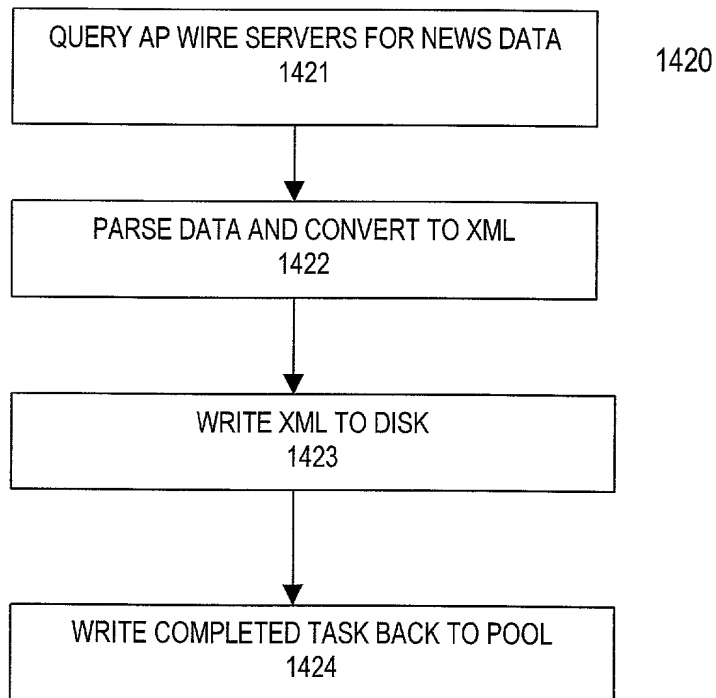 QUERY AP WIRE SERVERS FOR NEWS DATA
1421
1420
PARSE DATA AND CONVERT TO XML
1422
WRITE XML TO DISK
1423
WRITE COMPLETED TASK BACK TO POOL
1424